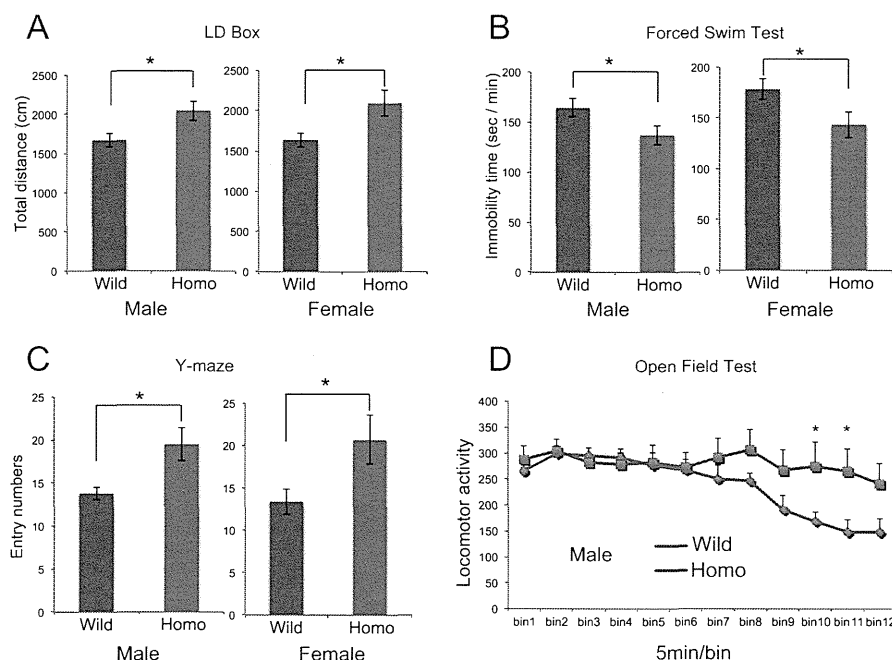 A
LD Box
*
*
Total distance (cm)
2500
2000
1500
1000
500
0
2500
2000
1500
1000
500
0
Wild
Homo
Wild
Homo
Male
Female
B
Forced Swim Test
*
*
Immobility time (sec / min)
200
150
100
50
0
200
150
100
50
0
Wild
Homo
Wild
Homo
Male
Female
C
Y-maze
*
*
Entry numbers
25
20
15
10
5
0
25
20
15
10
5
0
Wild
Homo
Wild
Homo
Male
Female
D
Open Field Test
Locomotor activity
400
350
300
250
200
150
100
50
0
*
*
Male
Wild
Homo
bin1 bin2 bin3 bin4 bin5 bin6 bin7 bin8 bin9 bin10 bin11 bin12
5min/bin